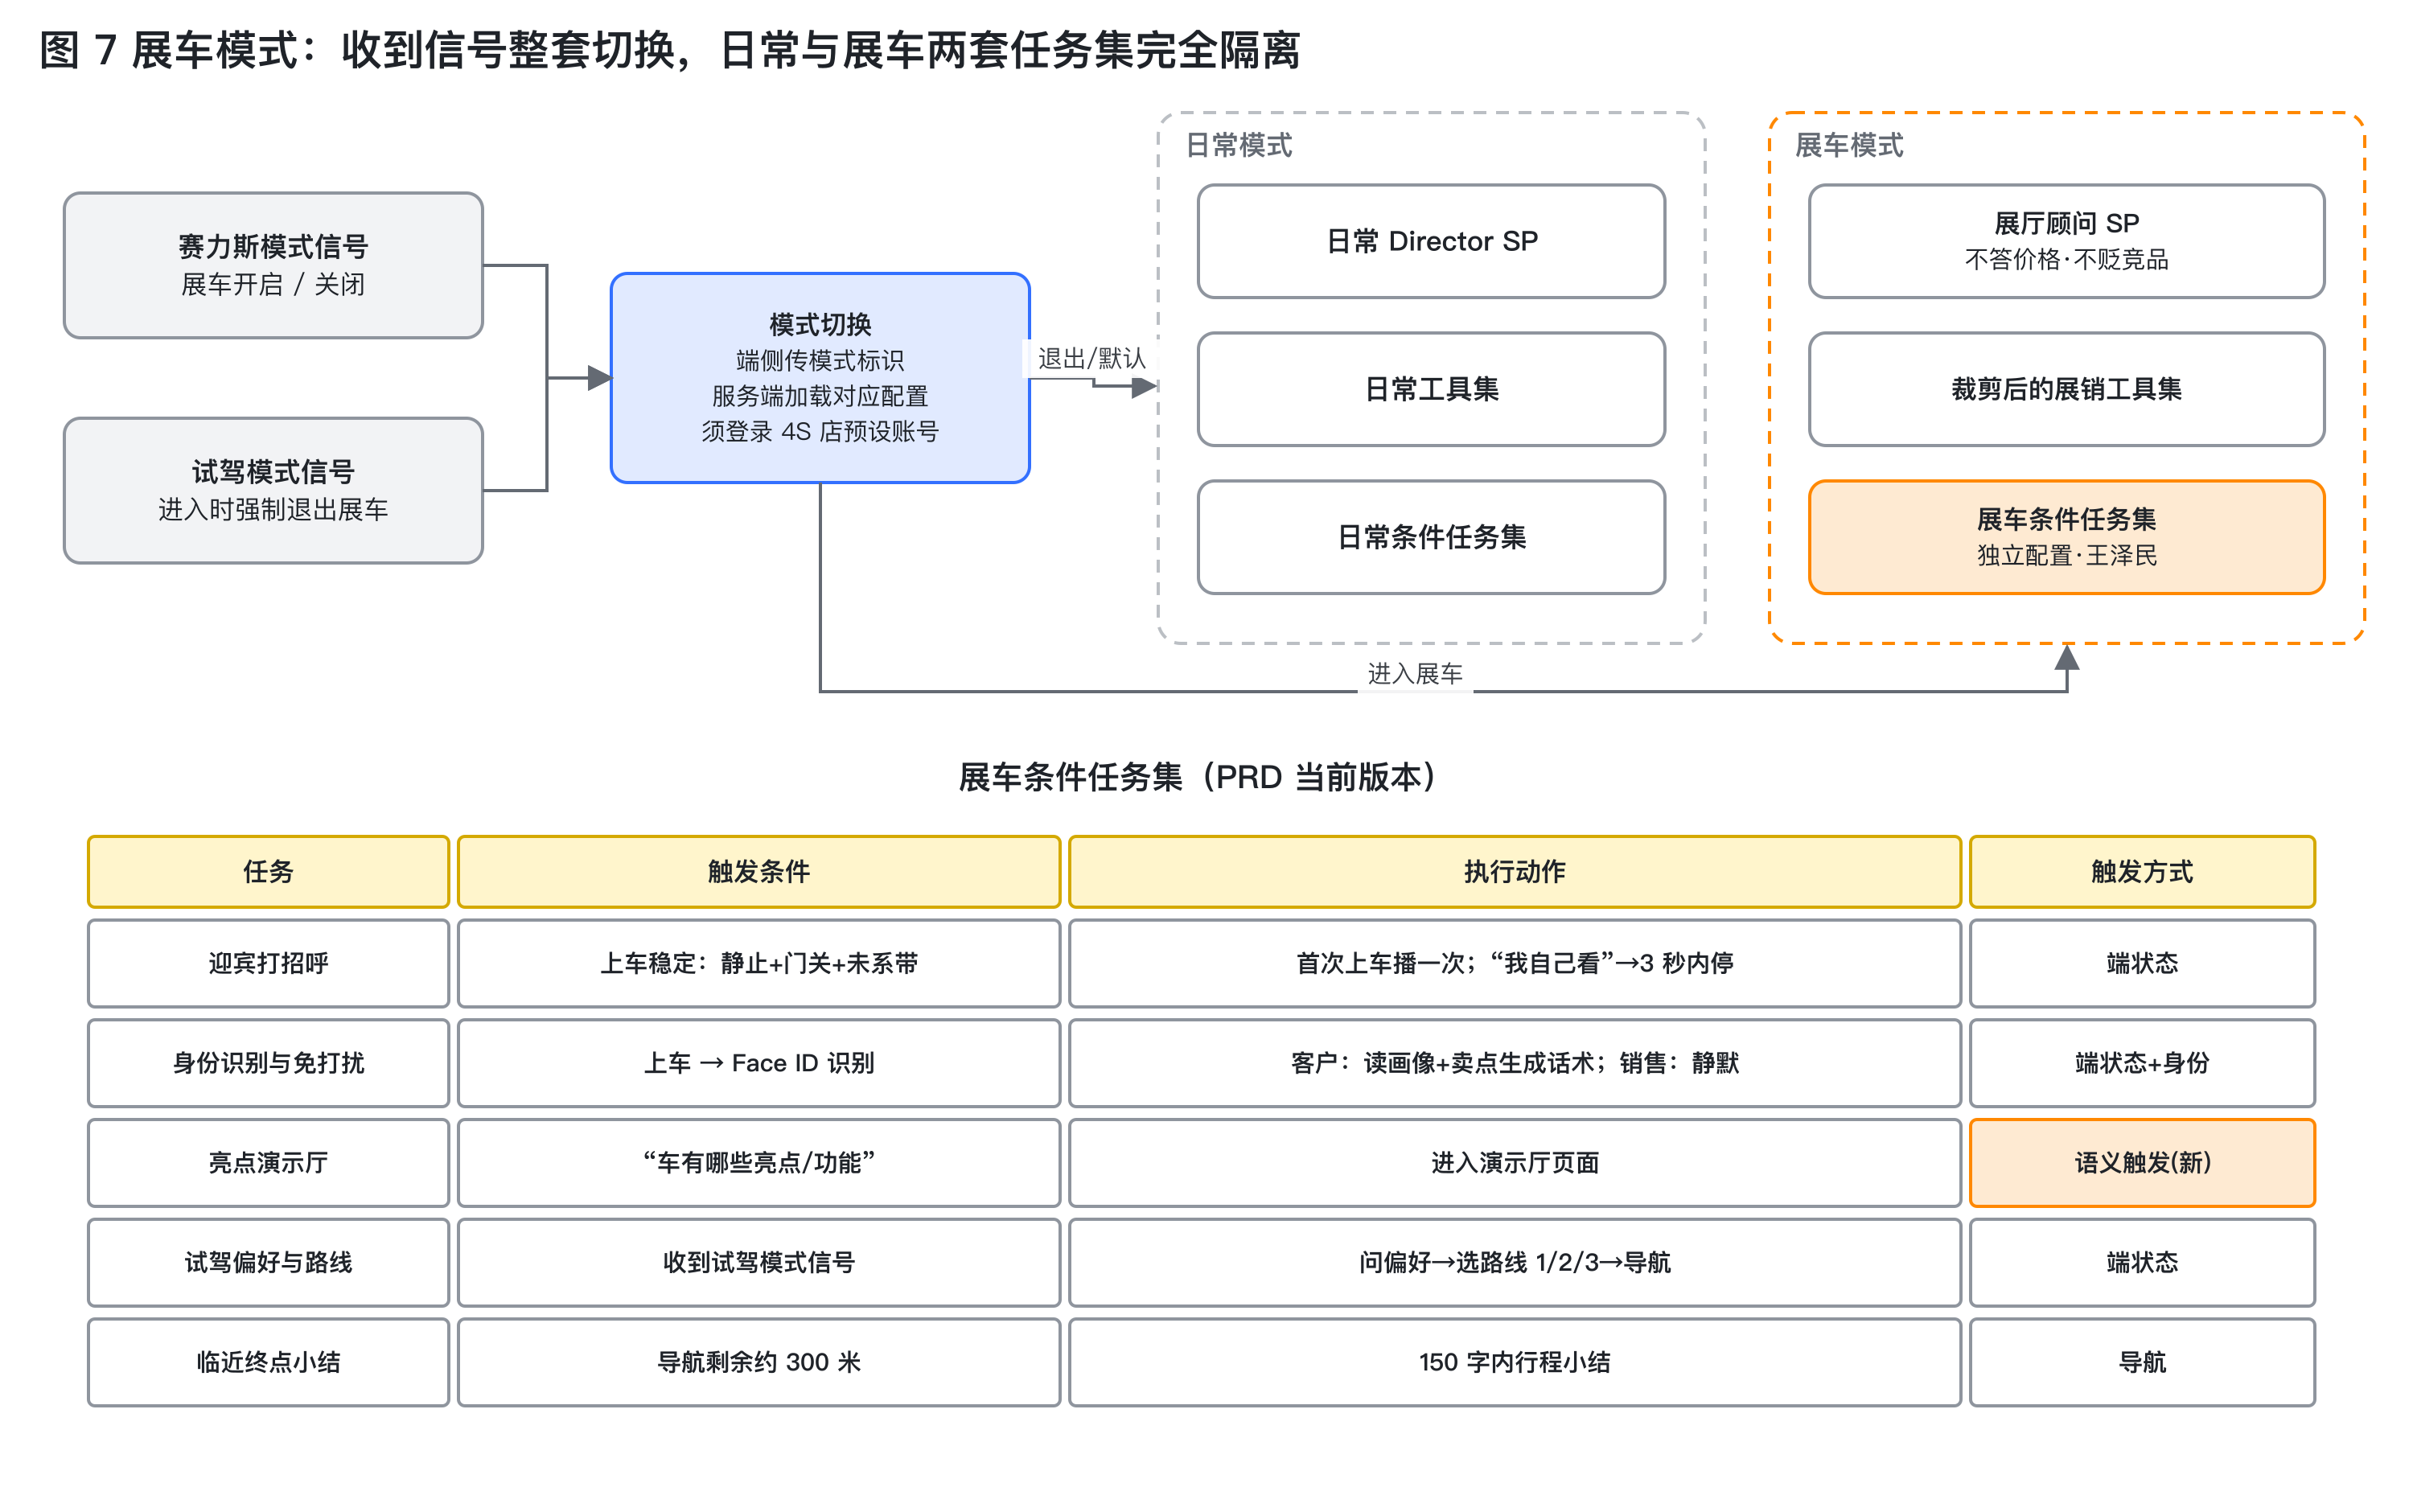 图 7 展车模式：收到信号整套切换，日常与展车两套任务集完全隔离
赛力斯模式信号
展车开启 / 关闭
试驾模式信号
进入时强制退出展车
模式切换
端侧传模式标识
服务端加载对应配置
须登录 4S 店预设账号
退出/默认
日常模式
日常 Director SP
日常工具集
日常条件任务集
展车模式
展厅顾问 SP
不答价格·不贬竞品
裁剪后的展销工具集
展车条件任务集
独立配置·王泽民
进入展车
展车条件任务集（PRD 当前版本）
任务 触发条件 执行动作 触发方式
迎宾打招呼 上车稳定：静止+门关+未系带 首次上车播一次；“我自己看”→3 秒内停 端状态
身份识别与免打扰 上车 → Face ID 识别 客户：读画像+卖点生成话术；销售：静默 端状态+身份
亮点演示厅 “车有哪些亮点/功能” 进入演示厅页面 语义触发(新)
试驾偏好与路线 收到试驾模式信号 问偏好→选路线 1/2/3→导航 端状态
临近终点小结 导航剩余约 300 米 150 字内行程小结 导航